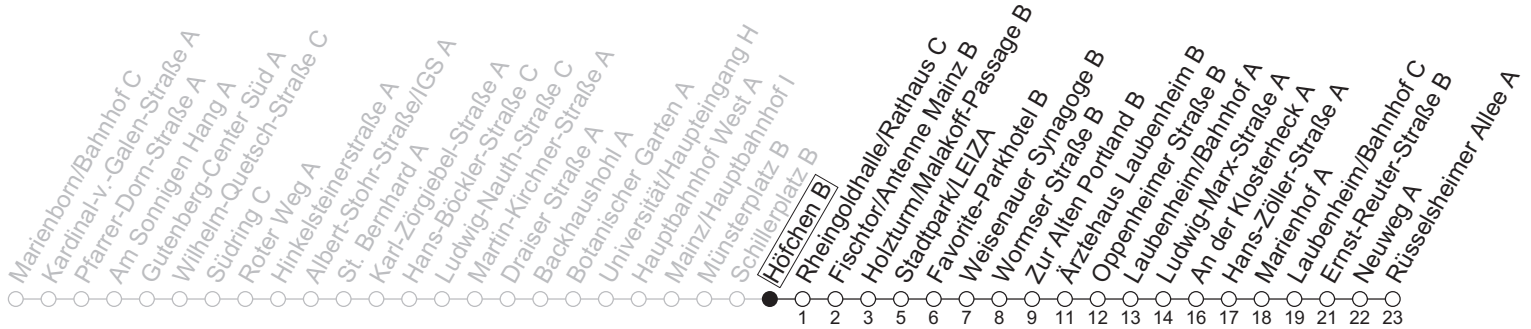 Marienborn/Bahnhof C
Kardinal-v.-Galen-Straße A
Pfarrer-Dorn-Straße A
Am Sonnigen Hang A
Gutenberg-Center Süd A
Wilhelm-Quetsch-Straße C
Südring C
Roter Weg A
Hinkelsteinerstraße A
Albert-Stohr-Straße/IGS A
St. Bernhard A
Karl-Zörgiebel-Straße A
Hans-Böckler-Straße C
Ludwig-Nauth-Straße C
Martin-Kirchner-Straße A
Draiser Straße A
Backhaushohl A
Botanischer Garten A
Universität/Haupteingang H
Hauptbahnhof West A
Mainz/Hauptbahnhof I
Münsterplatz B
Schillerplatz B
Höfchen B
Rheingoldhalle/Rathaus C
Fischtor/Antenne Mainz B
Holzturm/Malakoff-Passage B
Stadtpark/LEIZA
Favorite-Parkhotel B
Weisenauer Synagoge B
Wormser Straße B
Zur Alten Portland B
Ärztehaus Laubenheim B
Oppenheimer Straße B
Laubenheim/Bahnhof A
Ludwig-Marx-Straße A
An der Klosterheck A
Hans-Zöller-Straße A
Marienhof A
Laubenheim/Bahnhof C
Ernst-Reuter-Straße B
Neuweg A
Rüsselsheimer Allee A
1 2 3 5 6 7 8 9 11 12 13 14 16 17 18 19 21 22 23